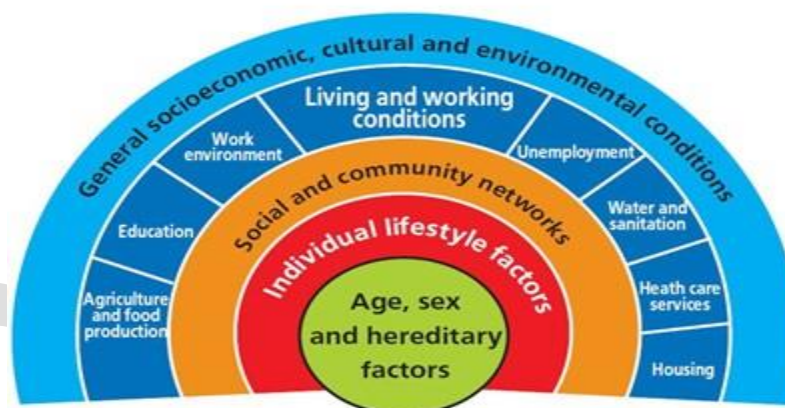 General socioeconomic, cultural and environmental conditions
Living and working
conditions
Work
environment
Unemployment
Education
Water and
sanitation
Agriculture
and food
production
Heath care
services
Housing
Social and community networks
Individual lifestyle factors
Age, sex
and hereditary
factors